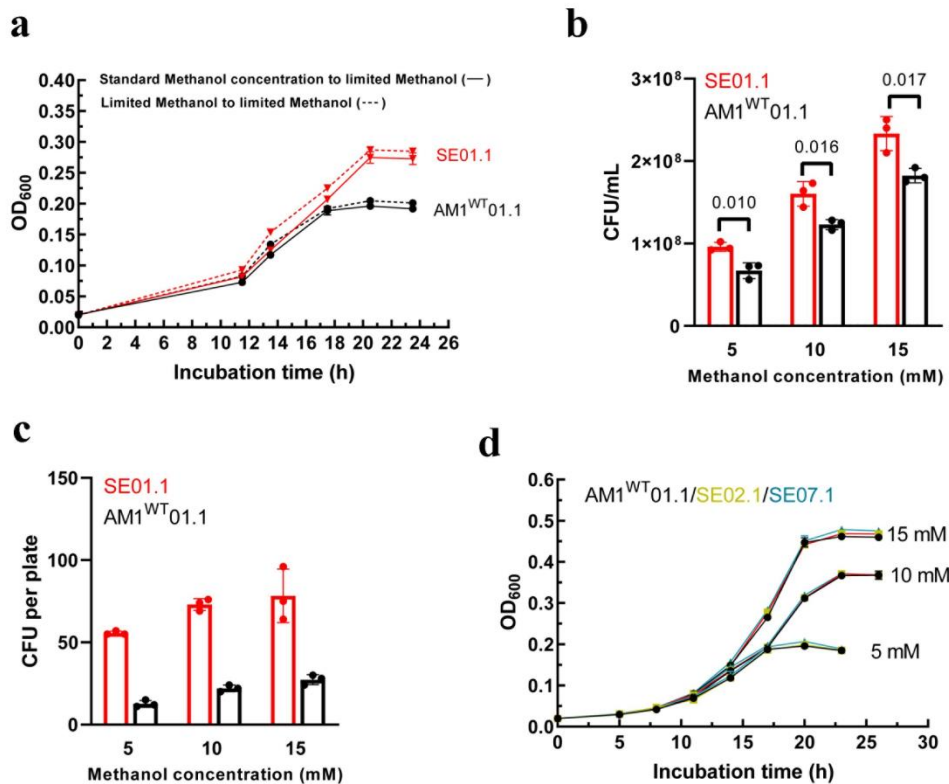 a
Standard Methanol concentration to limited Methanol (—)
Limited Methanol to limited Methanol (---)
OD600
0.40
0.35
0.30
0.25
0.20
0.15
0.10
0.05
0.00
SE01.1
AM1WT01.1
0 2 4 6 8 10 12 14 16 18 20 22 24 26
Incubation time (h)
b
CFU/mL
3×10⁸
2×10⁸
1×10⁸
0
SE01.1
AM1WT01.1
0.010
0.016
0.017
5 10 15
Methanol concentration (mM)
c
CFU per plate
150
100
50
0
SE01.1
AM1WT01.1
5 10 15
Methanol concentration (mM)
d
OD600
0.6
0.5
0.4
0.3
0.2
0.1
0.0
AM1WT01.1/SE02.1/SE07.1
15 mM
10 mM
5 mM
0 5 10 15 20 25 30
Incubation time (h)